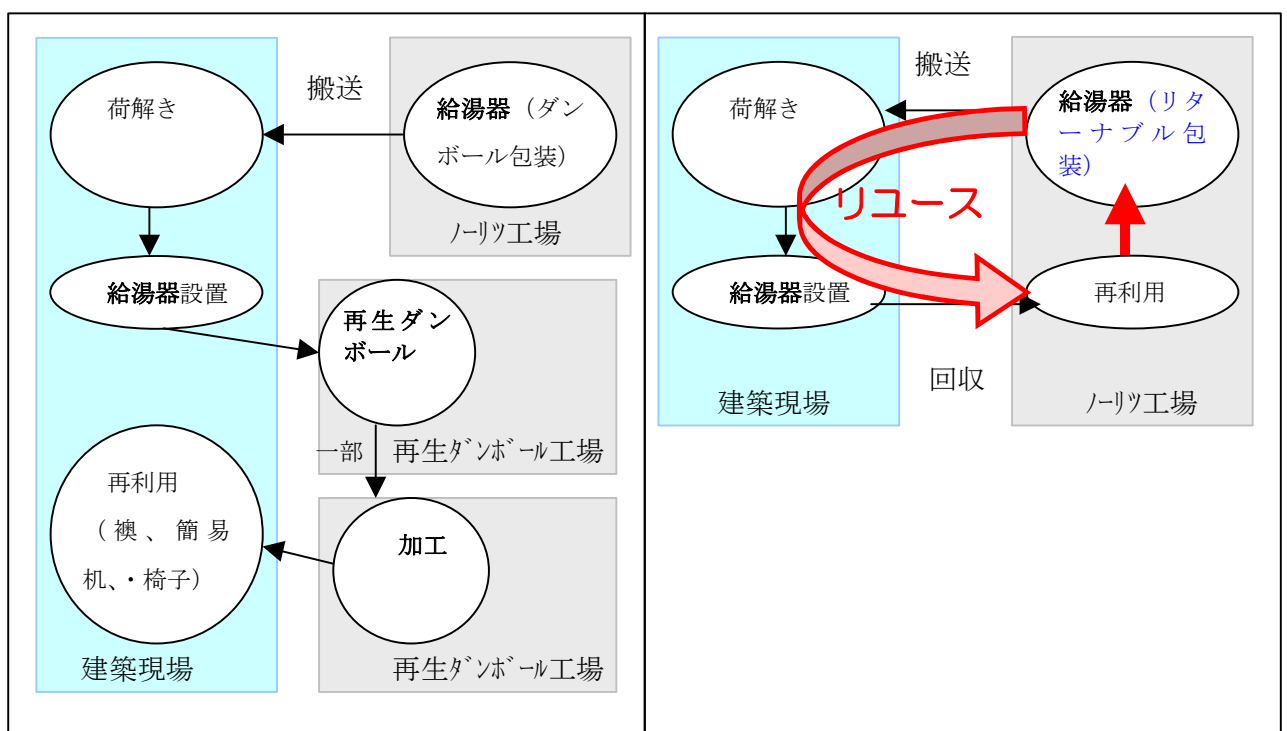 荷解き
搬送
給湯器（ダン
ボール包装）
ノーリツ工場
給湯器設置
再生ダン
ボール
一部
再生ダンボール工場
再利用
（襖、簡易
机、・椅子）
加工
建築現場
再生ダンボール工場
荷解き
搬送
給湯器（リタ
ーナブル包
装）
リユース
給湯器設置
再利用
回収
建築現場
ノーリツ工場